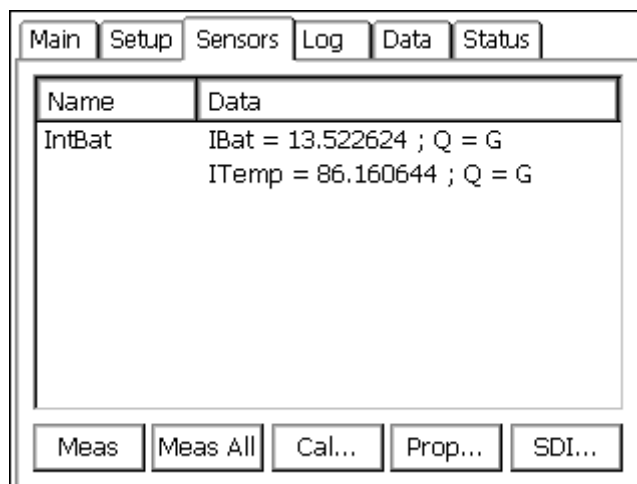 Main Setup Sensors Log Data Status
Name Data
IntBat IBat = 13.522624 ; Q = G
ITemp = 86.160644 ; Q = G
Meas Meas All Cal... Prop... SDI...